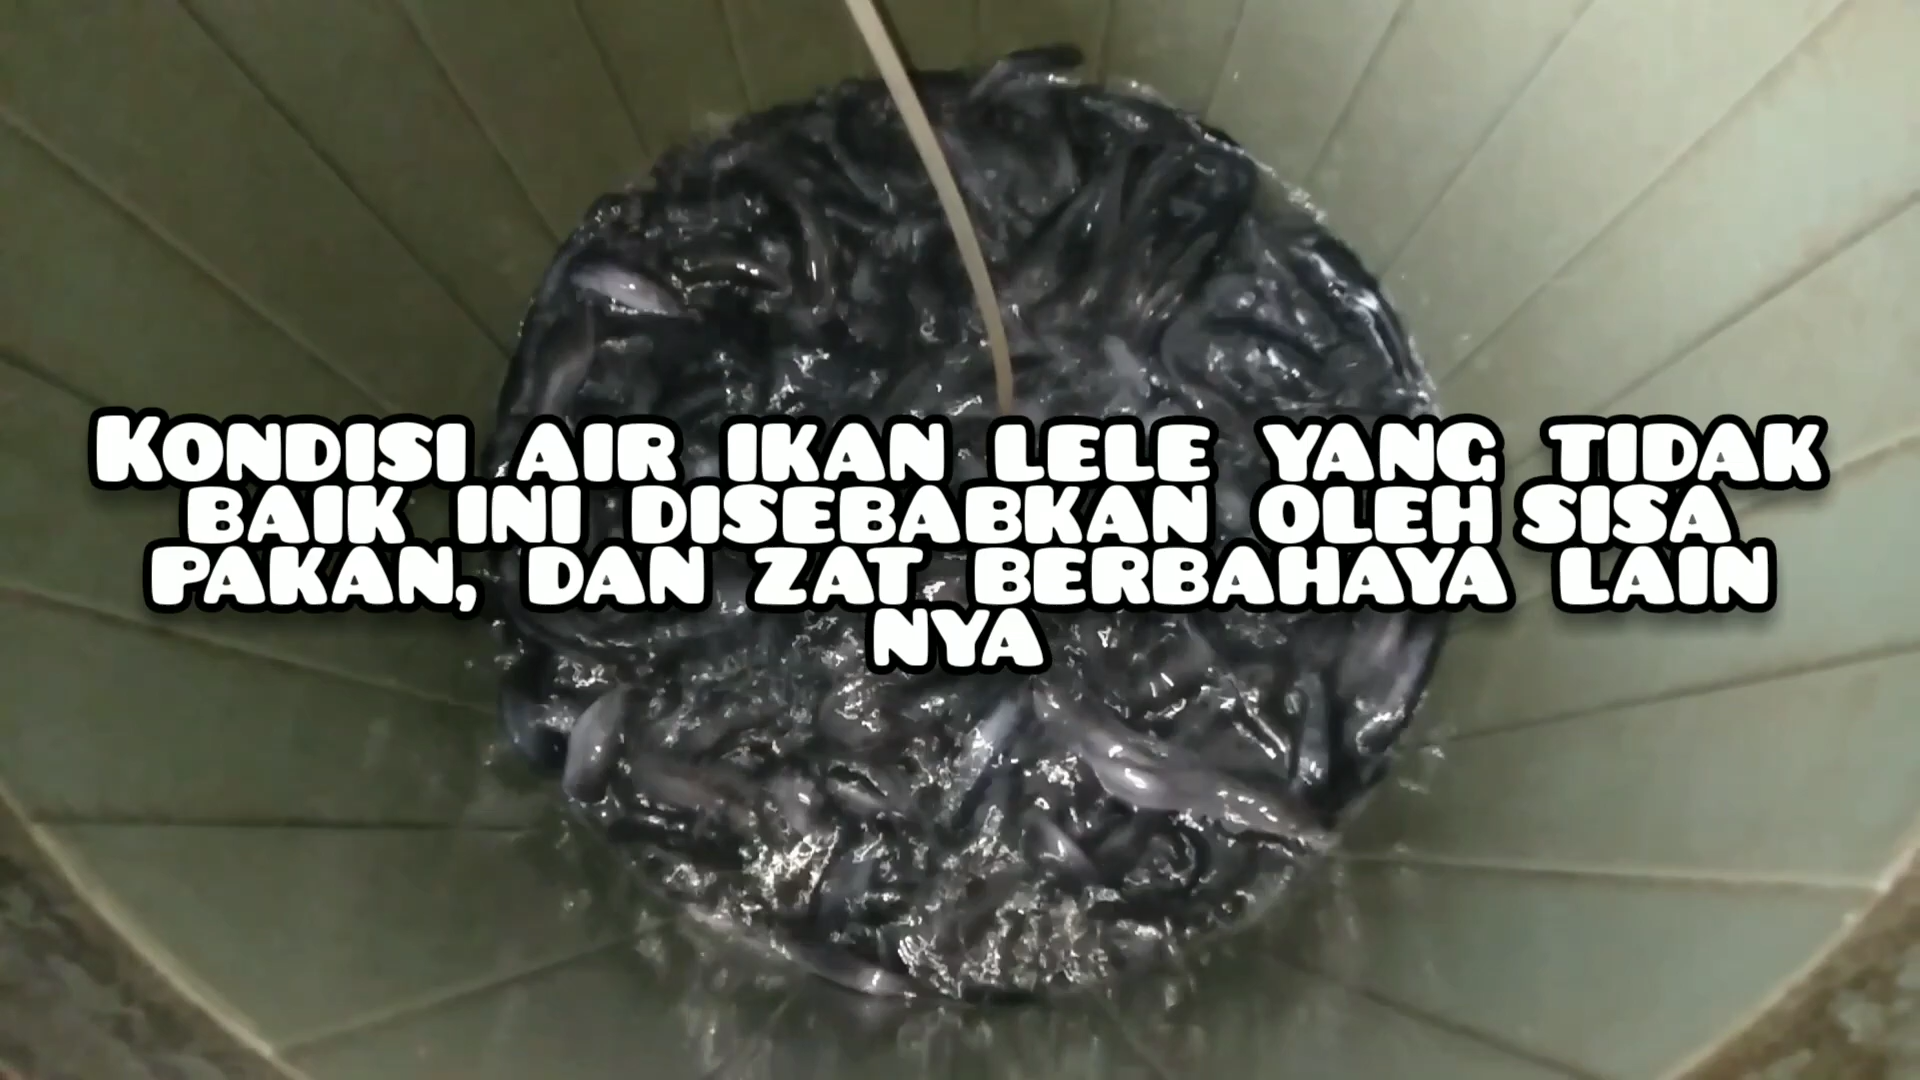 Kondisi air ikan lele yang tidak
baik ini disebabkan oleh sisa
pakan, dan zat berbahaya lain
nya